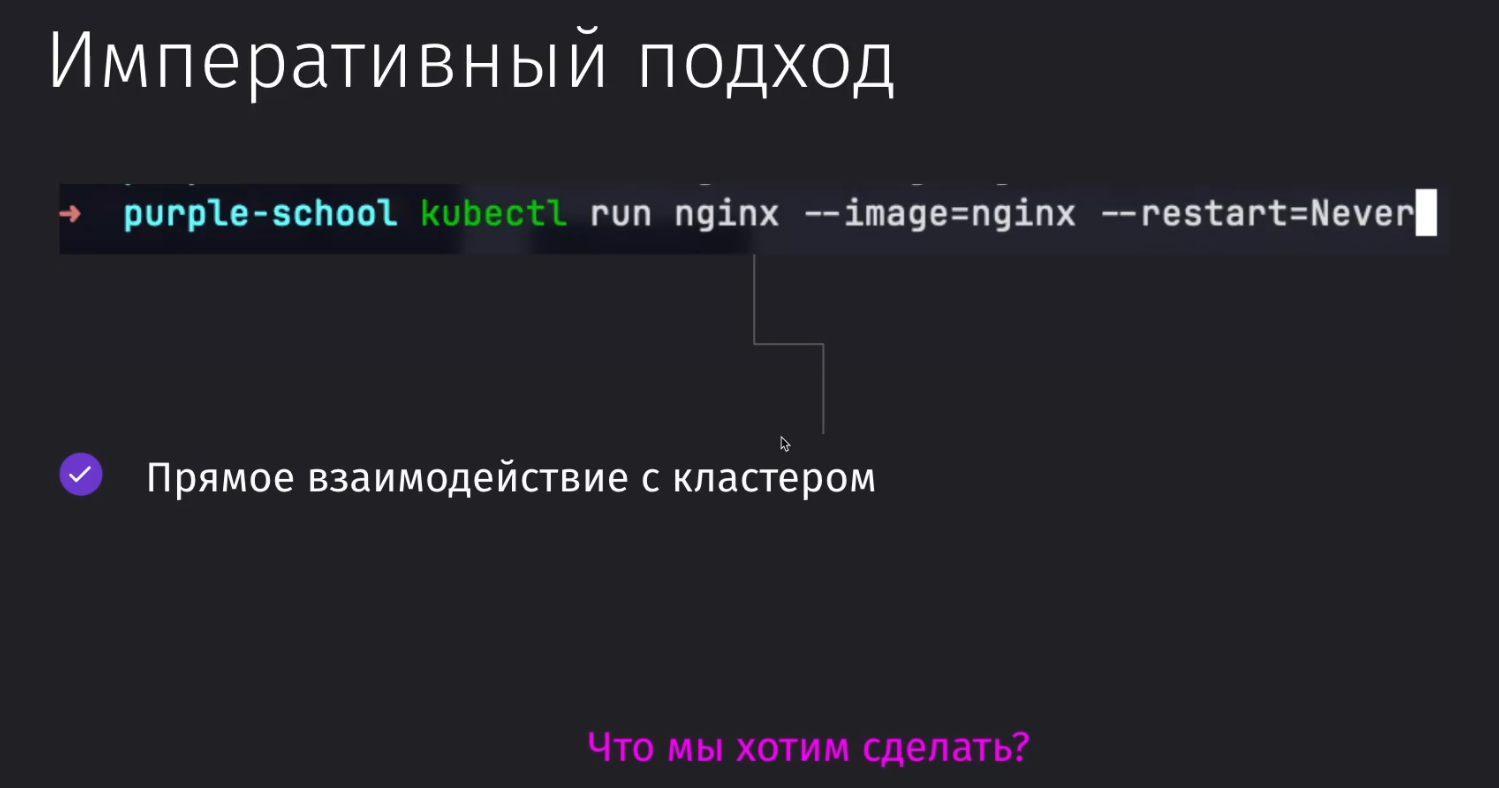 Императивный подход
➜ purple-school kubectl run nginx --image=nginx --restart=Never
Прямое взаимодействие с кластером
Что мы хотим сделать?